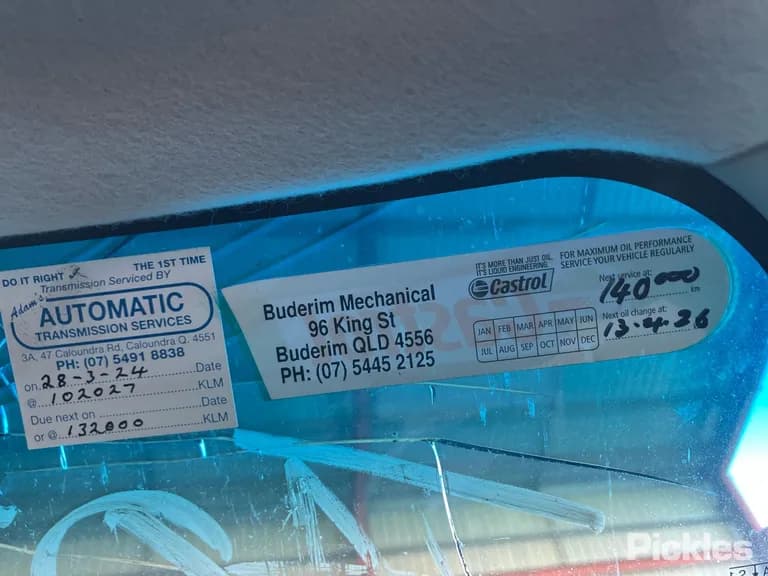 DO IT RIGHT THE 1ST TIME
Transmission Serviced BY
Adam's
AUTOMATIC
TRANSMISSION SERVICES
3A, 47 Caloundra Rd, Caloundra Q. 4551
PH: (07) 5491 8838
on 28-3-24 Date
@ 102027 KLM
Due next on Date
or @ 132000 KLM
Buderim Mechanical
96 King St
Buderim QLD 4556
PH: (07) 5445 2125
IT'S MORE THAN JUST OIL.
IT'S LIQUID ENGINEERING.
Castrol
JAN FEB MAR APR MAY JUN
JUL AUG SEP OCT NOV DEC
FOR MAXIMUM OIL PERFORMANCE
SERVICE YOUR VEHICLE REGULARLY
Next service at:
140000 km
Next oil change at:
13.4.26
Pickles